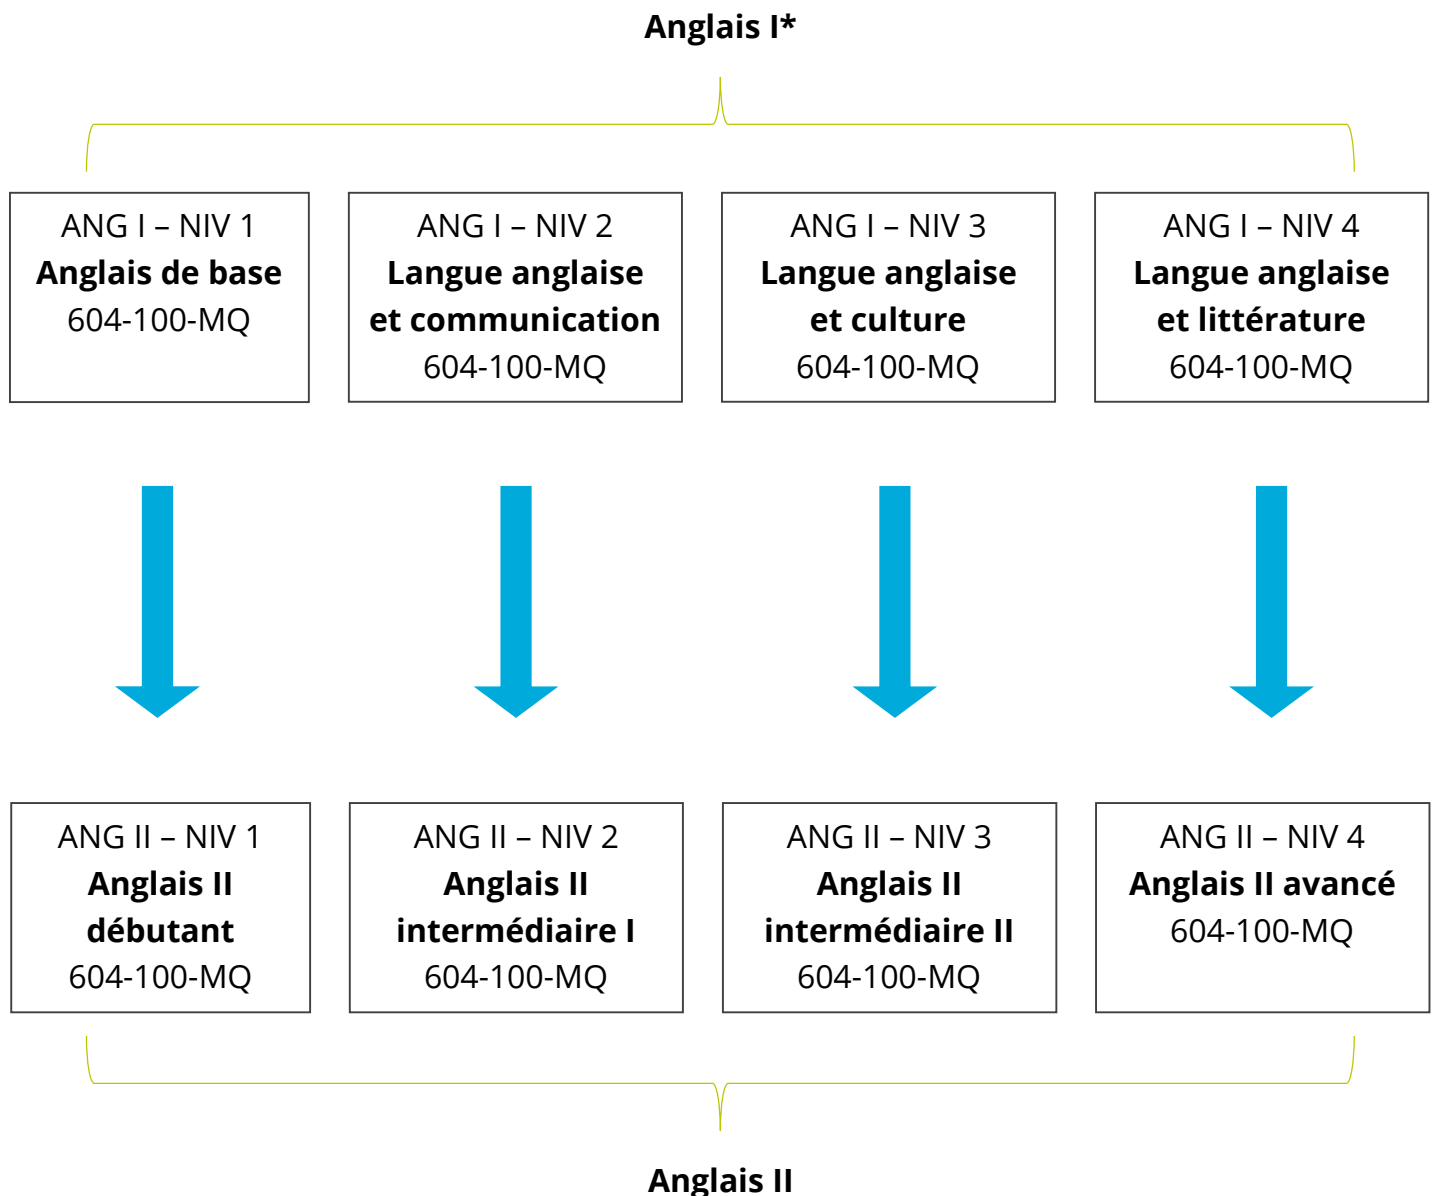 Anglais I*
ANG I – NIV 1
Anglais de base
604-100-MQ
ANG I – NIV 2
Langue anglaise
et communication
604-100-MQ
ANG I – NIV 3
Langue anglaise
et culture
604-100-MQ
ANG I – NIV 4
Langue anglaise
et littérature
604-100-MQ
ANG II – NIV 1
Anglais II
débutant
604-100-MQ
ANG II – NIV 2
Anglais II
intermédiaire I
604-100-MQ
ANG II – NIV 3
Anglais II
intermédiaire II
604-100-MQ
ANG II – NIV 4
Anglais II avancé
604-100-MQ
Anglais II